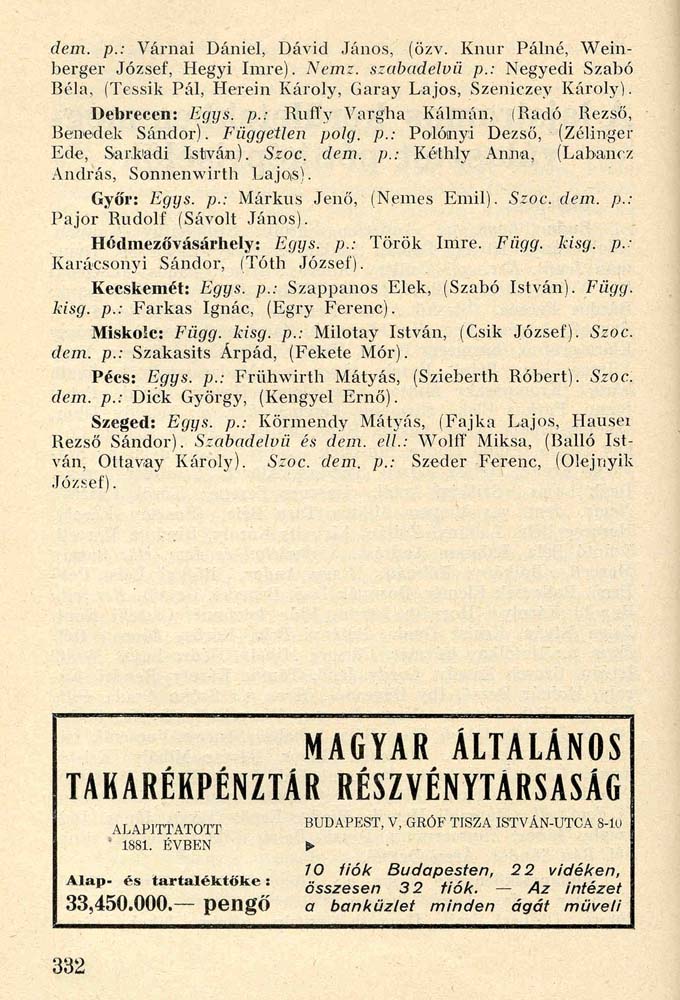 dem. p.: Várnai Dániel, Dávid János, (özv. Knur Pálné, Wein-
berger József, Hegyi Imre). Nemz. szabadelvü p.: Negyedi Szabó
Béla, (Tessik Pál, Herein Károly, Garay Lajos, Szeniczey Károly).
Debrecen: Egys. p.: Ruffy Vargha Kálmán, (Radó Rezső,
Benedek Sándor). Független polg. p.: Polónyi Dezső, (Zélinger
Ede, Sarkadi István). Szoc. dem. p.: Kéthly Anna, (Labancz
András, Sonnenwirth Lajos).
Győr: Egys. p.: Márkus Jenő, (Nemes Emil). Szoc. dem. p.:
Pajor Rudolf (Sávolt János).
Hódmezővásárhely: Egys. p.: Török Imre. Függ. kisg. p.:
Karácsonyi Sándor, (Tóth József).
Kecskemét: Egys. p.: Szappanos Elek, (Szabó István). Függ.
kisg. p.: Farkas Ignác, (Egry Ferenc).
Miskolc: Függ. kisg. p.: Milotay István, (Csik József). Szoc.
dem. p.: Szakasits Árpád, (Fekete Mór).
Pécs: Egys. p.: Frühwirth Mátyás, (Szieberth Róbert). Szoc.
dem. p.: Dick György, (Kengyel Ernő).
Szeged: Egys. p.: Körmendy Mátyás, (Fajka Lajos, Hauser
Rezső Sándor). Szabadelvü és dem. ell.: Wolff Miksa, (Balló Ist-
ván, Ottavay Károly). Szoc. dem. p.: Szeder Ferenc, (Olejnyik
József).
MAGYAR ÁLTALÁNOS
TAKARÉKPÉNZTÁR RÉSZVÉNYTÁRSASÁG
ALAPITTATOTT
1881. ÉVBEN
Alap- és tartaléktőke:
33,450.000.— pengő
BUDAPEST, V, GRÓF TISZA ISTVÁN-UTCA 8-10
10 fiók Budapesten, 22 vidéken,
összesen 32 fiók. — Az intézet
a banküzlet minden ágát müveli
332